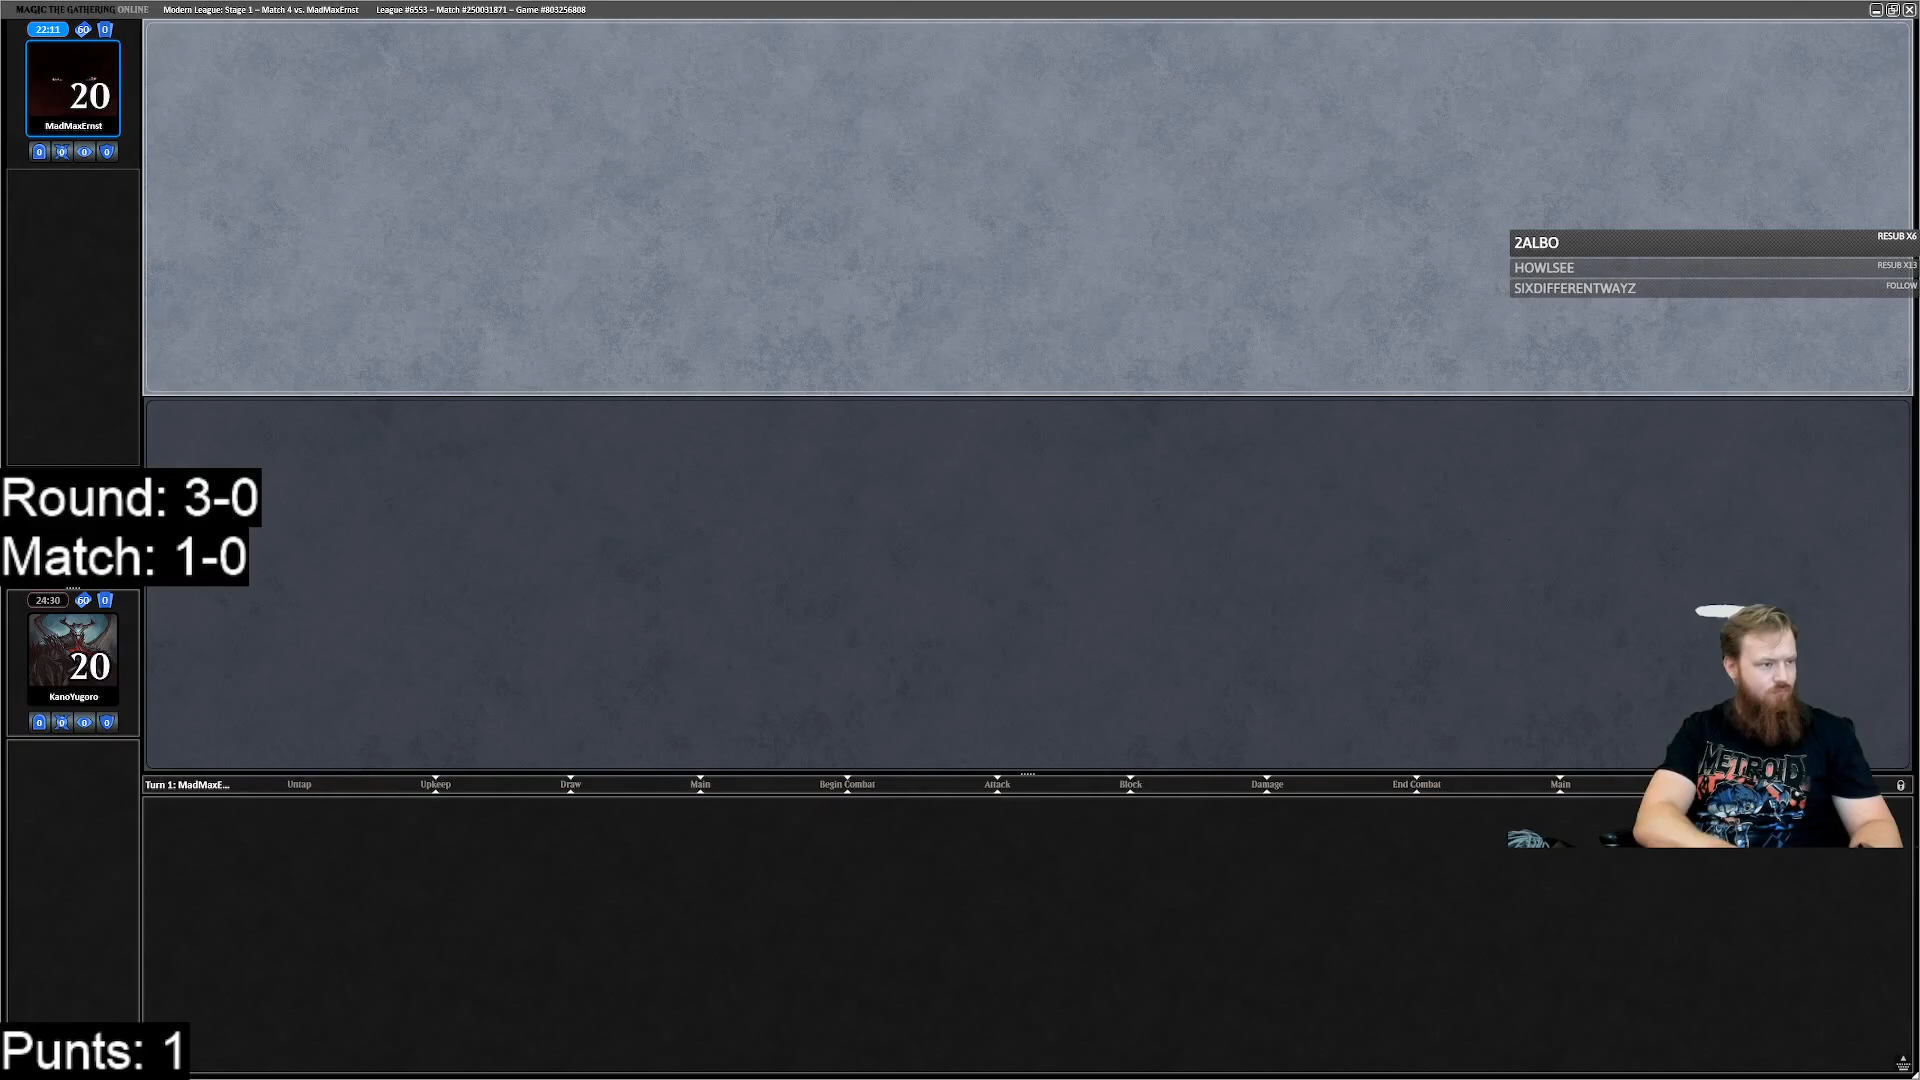 MAGIC THE GATHERING ONLINE Modern League: Stage 1 – Match 4 vs. MadMaxErnst League #6553 – Match #250031871 – Game #803256808
22:11 60 0
20
MadMaxErnst
0 0 0 0
2ALBO RESUB X6
HOWLSEE RESUB X13
SIXDIFFERENTWAYZ FOLLOW
Round: 3-0
Match: 1-0
24:30 60 0
20
KanoYugoro
0 0 0 0
Turn 1: MadMaxE... Untap Upkeep Draw Main Begin Combat Attack Block Damage End Combat Main
METROID
Punts: 1